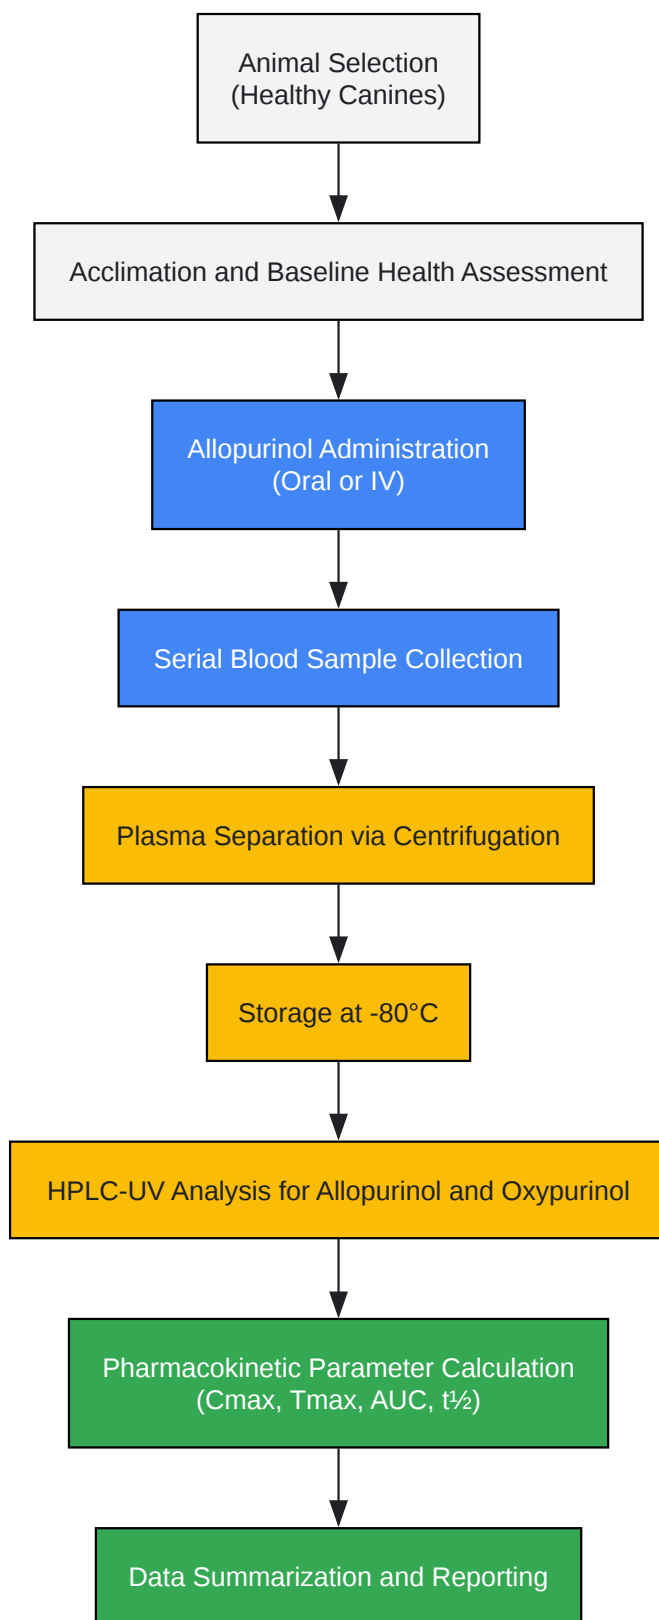 Animal Selection
(Healthy Canines)
Acclimation and Baseline Health Assessment
Allopurinol Administration
(Oral or IV)
Serial Blood Sample Collection
Plasma Separation via Centrifugation
Storage at -80°C
HPLC-UV Analysis for Allopurinol and Oxypurinol
Pharmacokinetic Parameter Calculation
(Cmax, Tmax, AUC, t½)
Data Summarization and Reporting